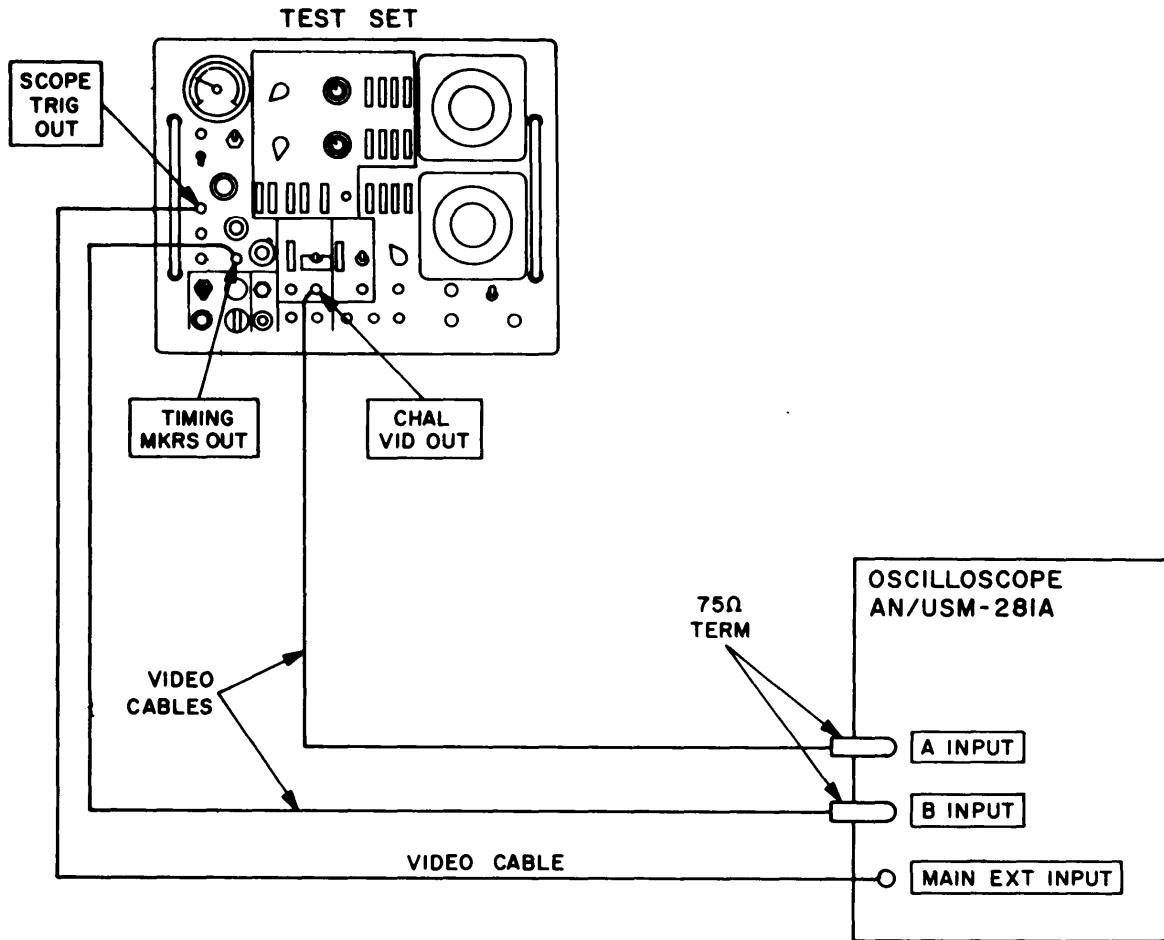 TEST SET
SCOPE
TRIG
OUT
TIMING
MKRS OUT
CHAL
VID OUT
OSCILLOSCOPE
AN/USM-281A
75Ω
TERM
VIDEO
CABLES
A INPUT
B INPUT
VIDEO CABLE
MAIN EXT INPUT